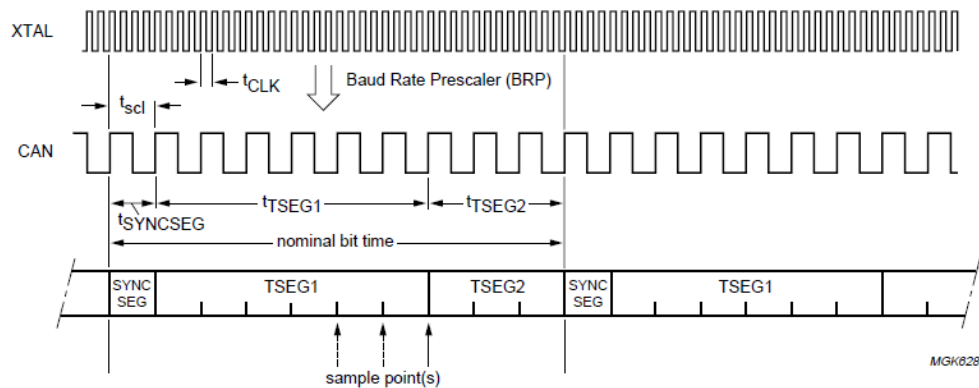 XTAL
tCLK
Baud Rate Prescaler (BRP)
tscl
CAN
tSYNCSEG
tTSEG1
tTSEG2
nominal bit time
SYNC
SEG
TSEG1
TSEG2
SYNC
SEG
TSEG1
sample point(s)
MGK628